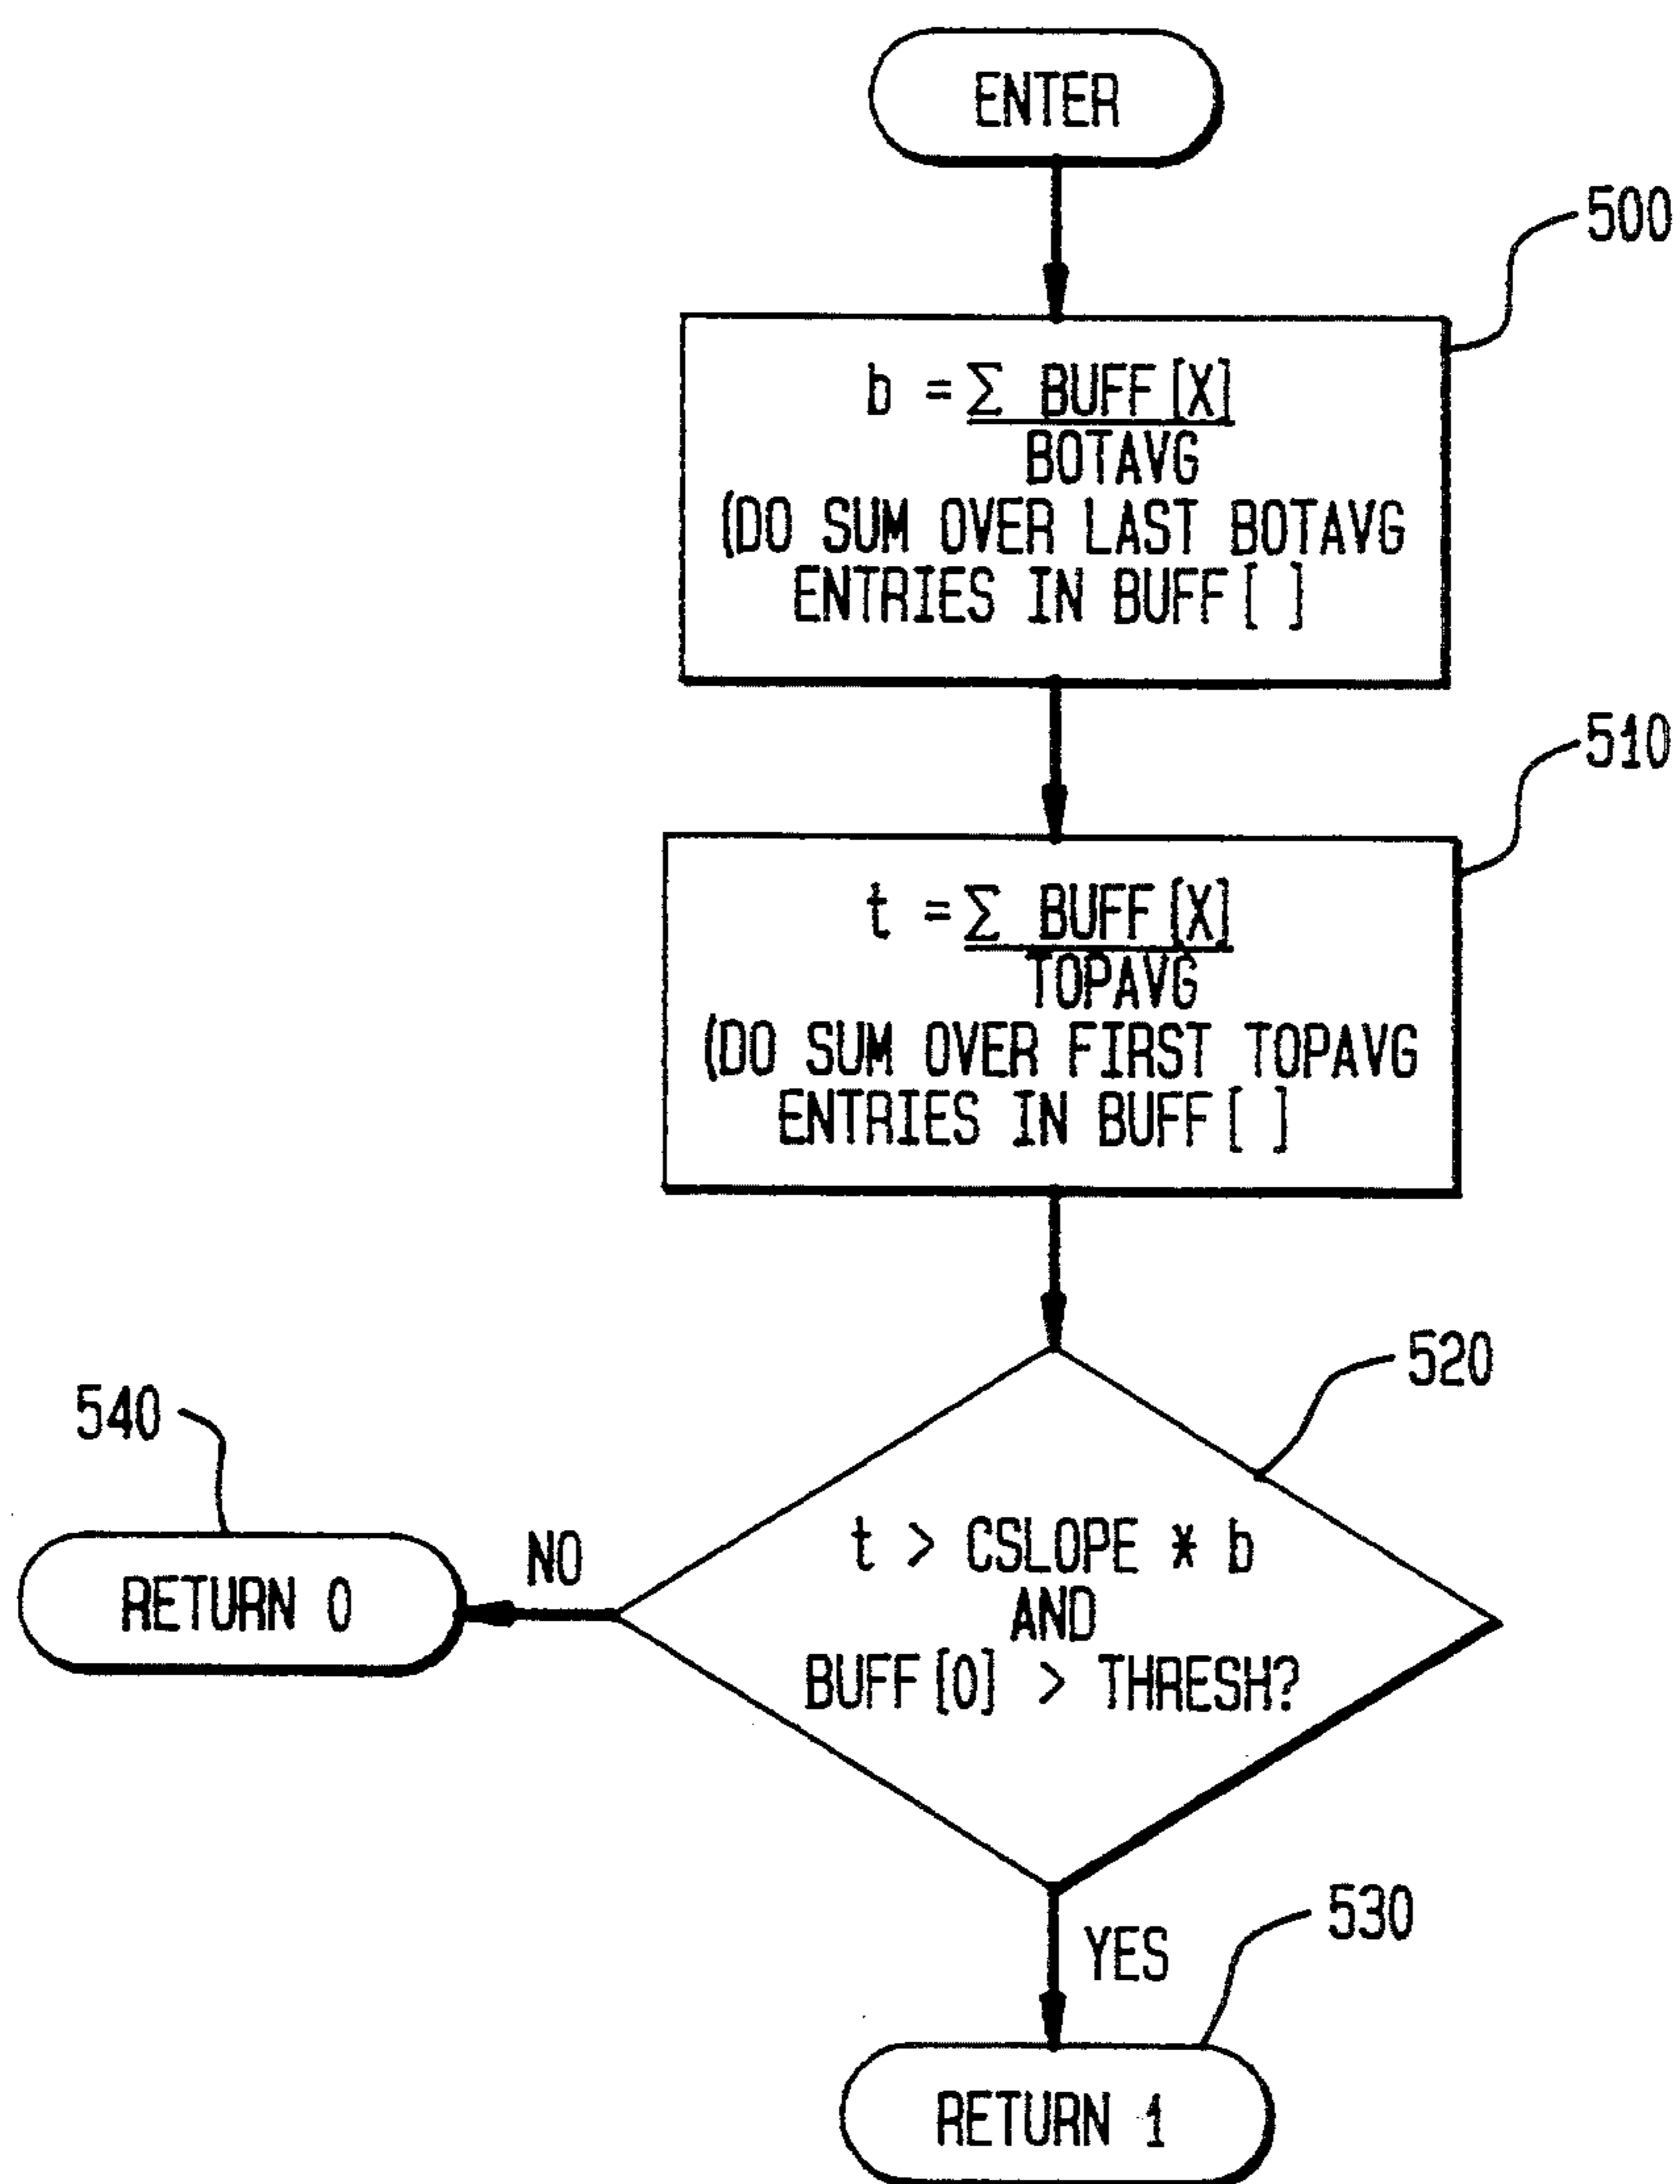 ENTER
500
b = Σ BUFF[X]
BOTAVG
(DO SUM OVER LAST BOTAVG
ENTRIES IN BUFF[ ]
510
t = Σ BUFF[X]
TOPAVG
(DO SUM OVER FIRST TOPAVG
ENTRIES IN BUFF[ ]
520
540
t > CSLOPE * b
AND
BUFF[0] > THRESH?
NO
RETURN 0
530
YES
RETURN 1